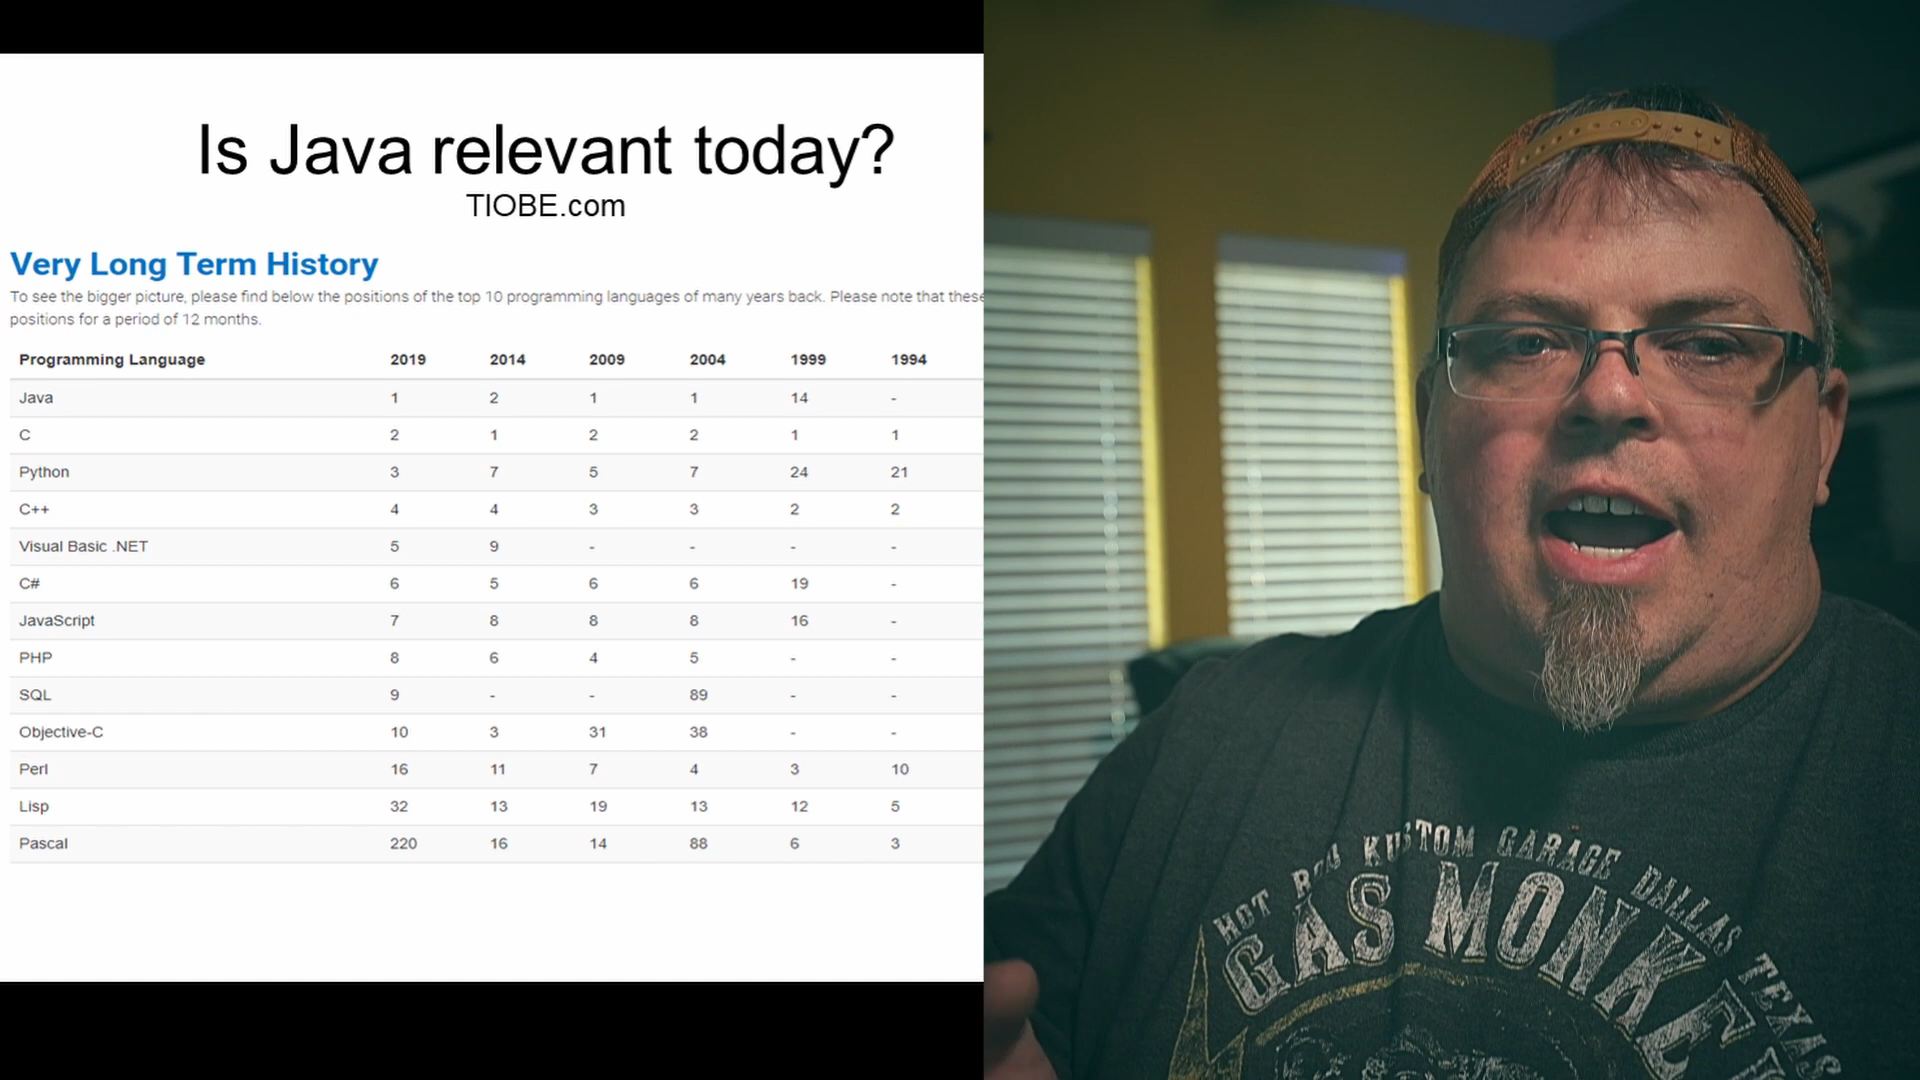 Is Java relevant today?
TIOBE.com
Very Long Term History
To see the bigger picture, please find below the positions of the top 10 programming languages of many years back. Please note that these
positions for a period of 12 months.
Programming Language 2019 2014 2009 2004 1999 1994
Java 1 2 1 1 14 -
C 2 1 2 2 1 1
Python 3 7 5 7 24 21
C++ 4 4 3 3 2 2
Visual Basic .NET 5 9 - - - -
C# 6 5 6 6 19 -
JavaScript 7 8 8 8 16 -
PHP 8 6 4 5 - -
SQL 9 - - 89 - -
Objective-C 10 3 31 38 - -
Perl 16 11 7 4 3 10
Lisp 32 13 19 13 12 5
Pascal 220 16 14 88 6 3
HOT ROD KUSTOM GARAGE DALLAS TEXAS
GAS MONKE